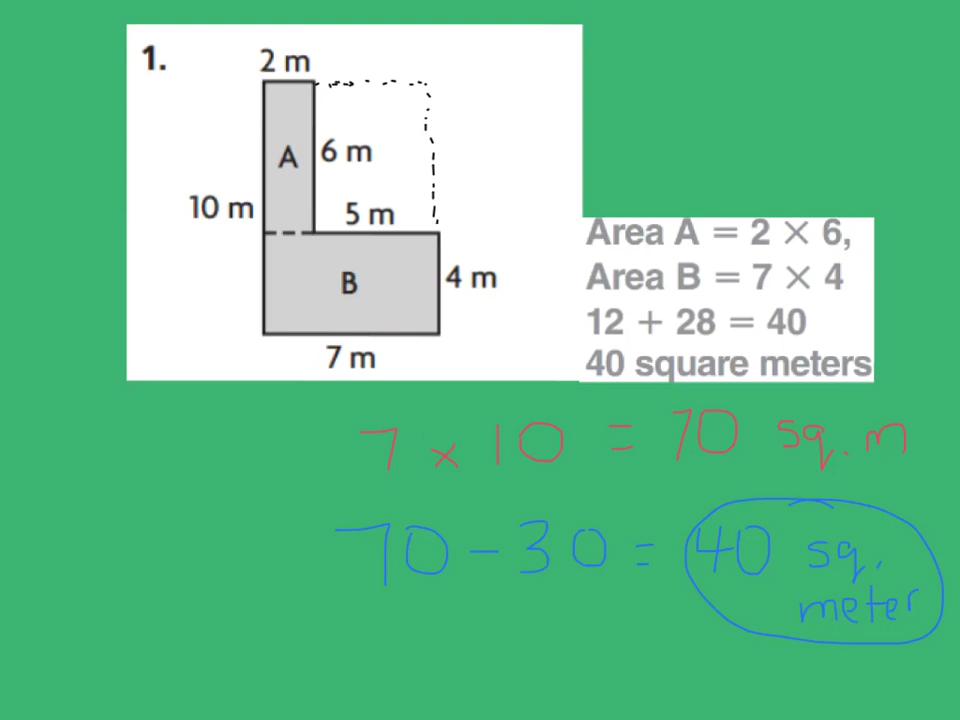 1.
2 m
A
6 m
10 m
5 m
B
4 m
7 m
Area A = 2 × 6,
Area B = 7 × 4
12 + 28 = 40
40 square meters
7 x 10 = 70 sq. m
70 - 30 = 40 sq.
meter